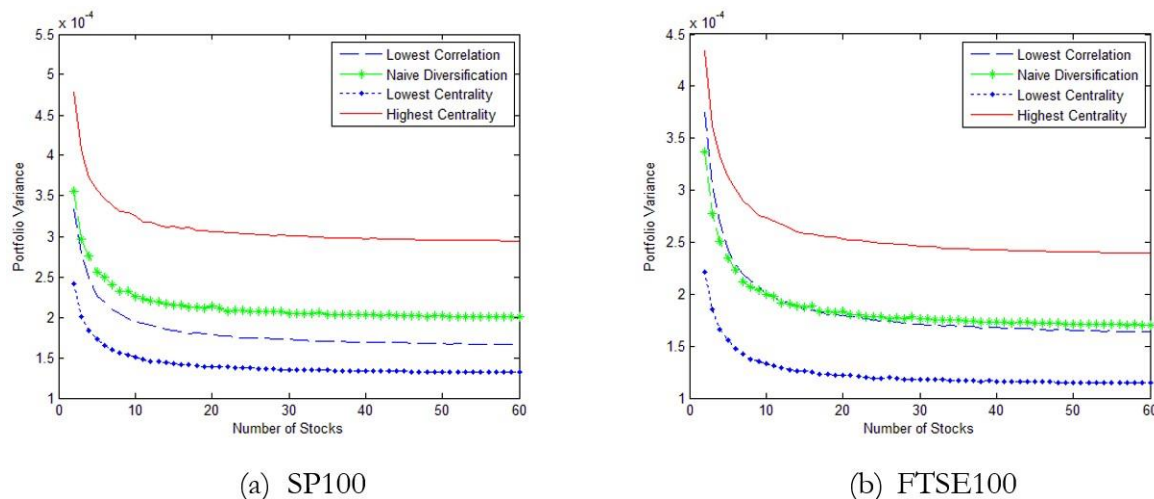 × 10⁻⁴
5.5
5
4.5
4
3.5
3
2.5
2
1.5
1
Portfolio Variance
0 10 20 30 40 50 60
Number of Stocks
Lowest Correlation
Naive Diversification
Lowest Centrality
Highest Centrality
(a) SP100
× 10⁻⁴
4.5
4
3.5
3
2.5
2
1.5
1
Portfolio Variance
0 10 20 30 40 50 60
Number of Stocks
Lowest Correlation
Naive Diversification
Lowest Centrality
Highest Centrality
(b) FTSE100